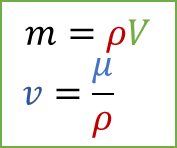 m = ρV
ν = μ/ρ